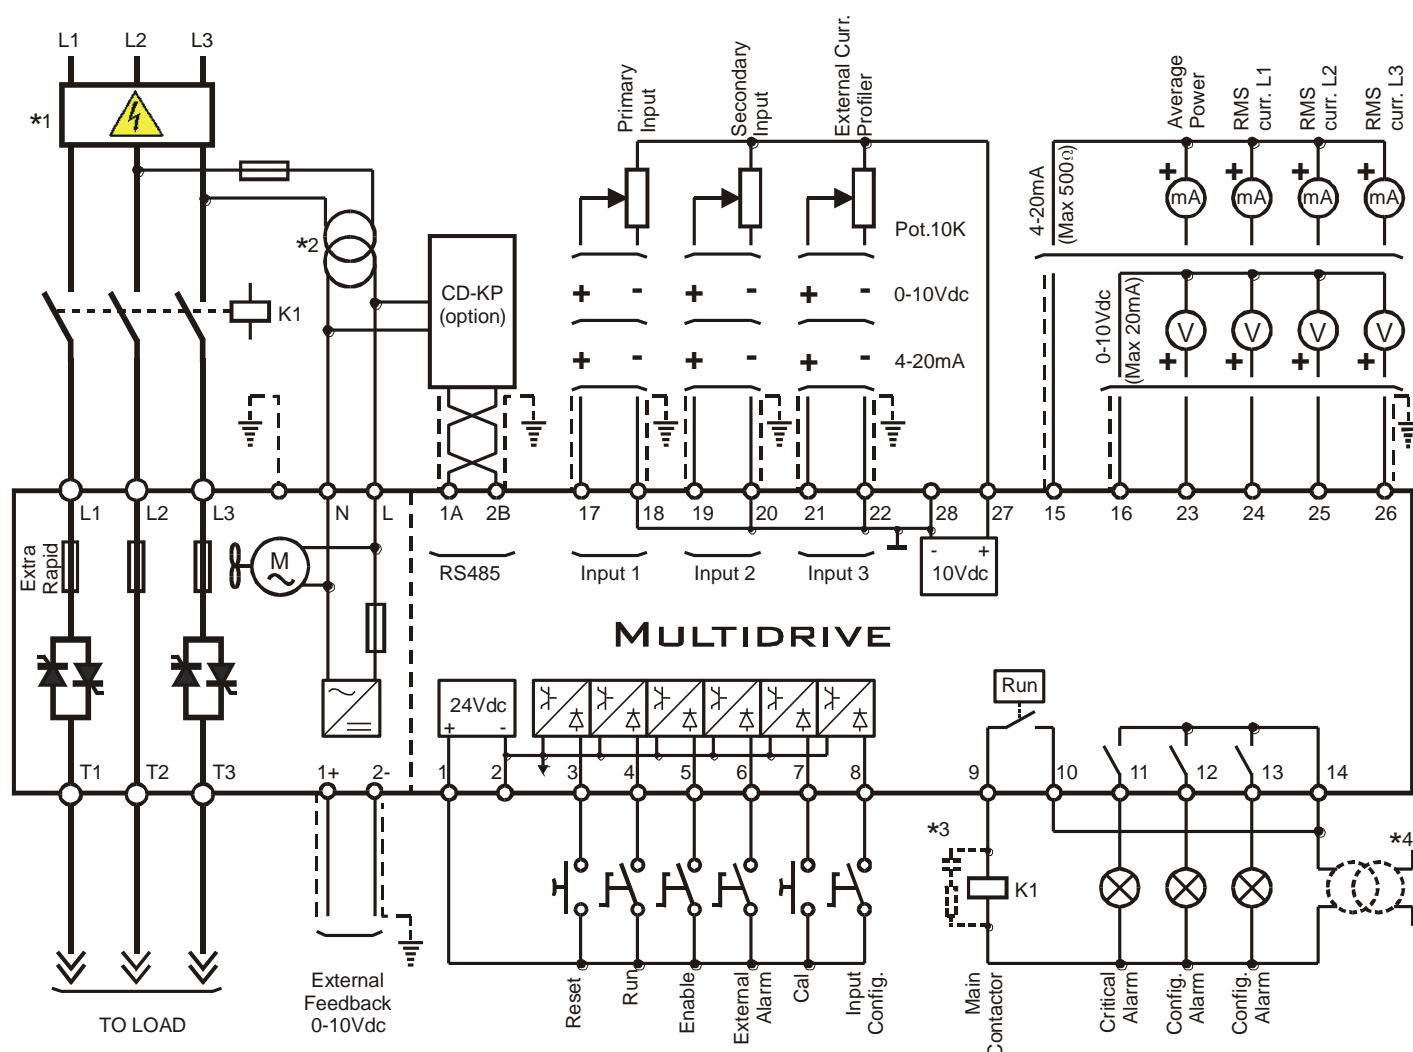 L1 L2 L3
*1
*2
K1
CD-KP
(option)
Primary
Input
Secondary
Input
External Curr.
Profiler
Pot.10K
+ - + - + - 0-10Vdc
+ - + - + - 4-20mA
4-20mA
(Max 500Ω)
Average
Power
RMS
curr. L1
RMS
curr. L2
RMS
curr. L3
+ + + +
mA mA mA mA
0-10Vdc
(Max 20mA)
V V V V
+ + + +
L1 L2 L3 N L 1A 2B 17 18 19 20 21 22 28 27 15 16 23 24 25 26
Extra
Rapid
M
RS485
Input 1
Input 2
Input 3
- +
10Vdc
MULTIDRIVE
24Vdc
+ -
Run
T1 T2 T3 1+ 2- 1 2 3 4 5 6 7 8 9 10 11 12 13 14
*3
K1
*4
TO LOAD
External
Feedback
0-10Vdc
Reset
Run
Enable
External
Alarm
Cal
Input
Config.
Main
Contactor
Critical
Alarm
Config.
Alarm
Config.
Alarm